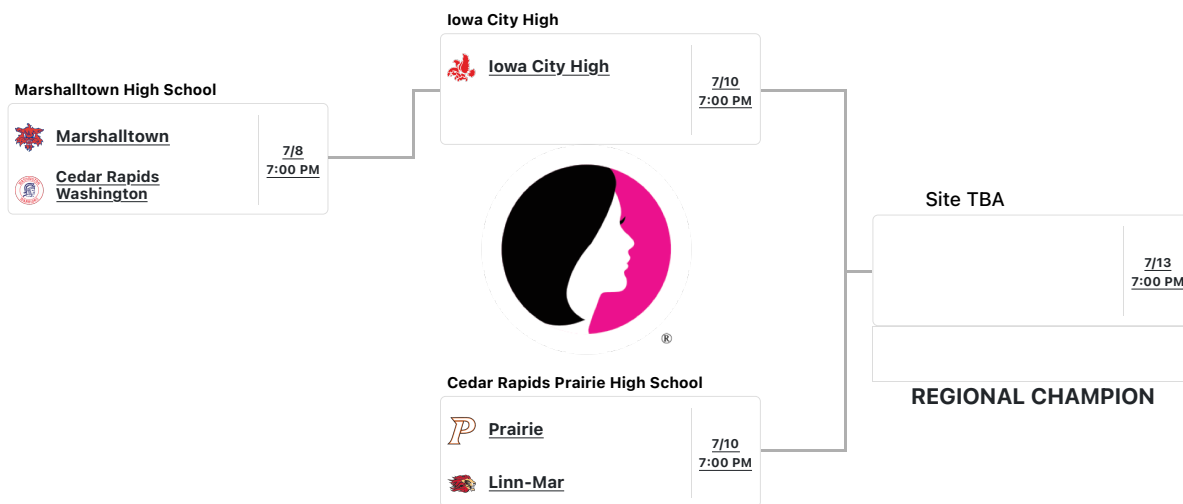 Iowa City High
Iowa City High
7/10
7:00 PM
Marshalltown High School
Marshalltown
7/8
7:00 PM
Cedar Rapids
Washington
Site TBA
7/13
7:00 PM
®
Cedar Rapids Prairie High School
REGIONAL CHAMPION
P
Prairie
7/10
7:00 PM
Linn-Mar